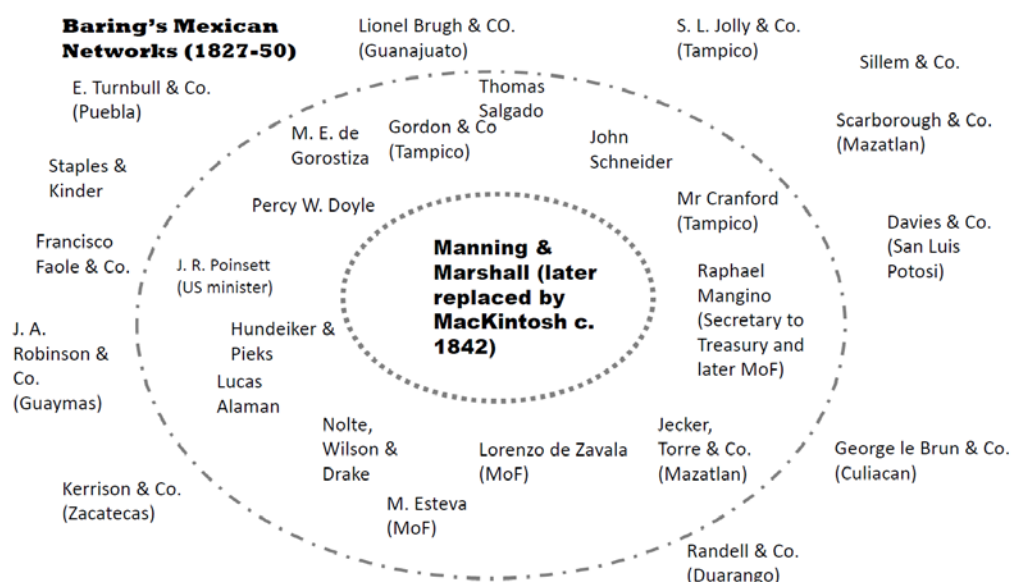 Baring's Mexican
Networks (1827-50)
Lionel Brugh & CO.
(Guanajuato)
S. L. Jolly & Co.
(Tampico)
Sillem & Co.
E. Turnbull & Co.
(Puebla)
Thomas
Salgado
M. E. de
Gorostiza
Gordon & Co
(Tampico)
John
Schneider
Scarborough & Co.
(Mazatlan)
Staples &
Kinder
Percy W. Doyle
Mr Cranford
(Tampico)
Francisco
Faole & Co.
J. R. Poinsett
(US minister)
Manning &
Marshall (later
replaced by
MacKintosh c.
1842)
Davies & Co.
(San Luis
Potosi)
Raphael
Mangino
(Secretary to
Treasury and
later MoF)
J. A.
Robinson &
Co.
(Guaymas)
Hundeiker &
Pieks
Lucas
Alaman
Nolte,
Wilson &
Drake
Lorenzo de Zavala
(MoF)
Jecker,
Torre & Co.
(Mazatlan)
George le Brun & Co.
(Culiacan)
Kerrison & Co.
(Zacatecas)
M. Esteva
(MoF)
Randell & Co.
(Duarango)